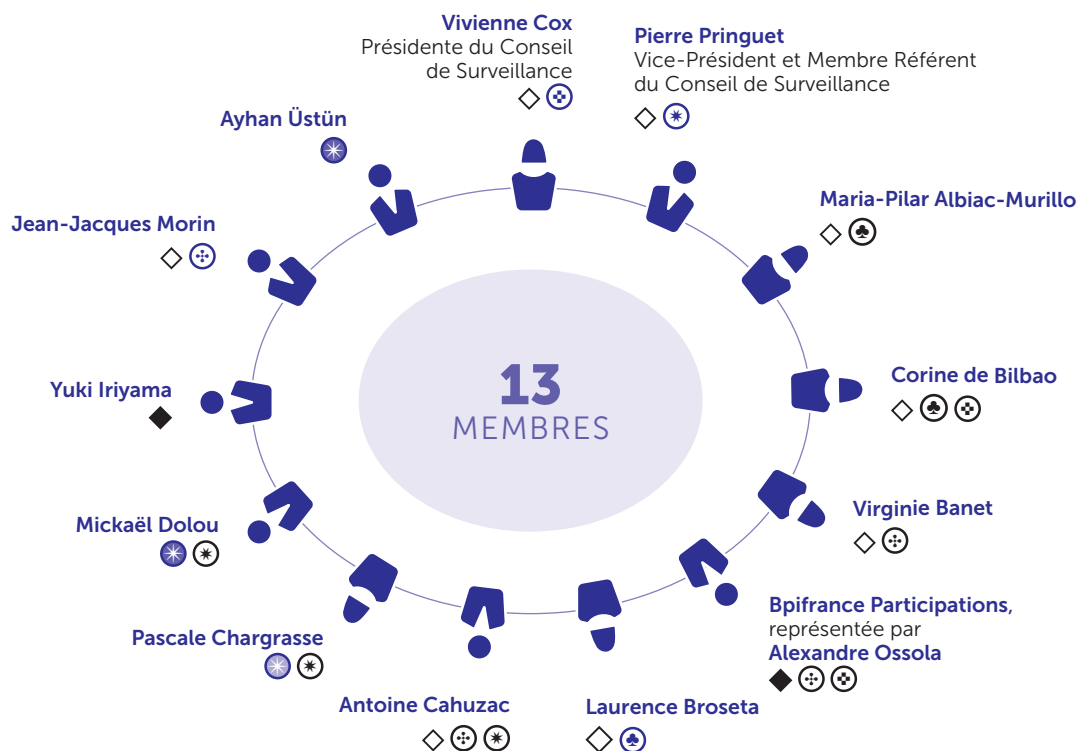 Vivienne Cox
Présidente du Conseil
de Surveillance
Pierre Pringuet
Vice-Président et Membre Référent
du Conseil de Surveillance
Ayhan Üstün
Maria-Pilar Albiac-Murillo
Jean-Jacques Morin
Yuki Iriyama
13
MEMBRES
Corine de Bilbao
Mickaël Dolou
Virginie Banet
Pascale Chargrasse
Bpifrance Participations,
représentée par
Alexandre Ossola
Antoine Cahuzac
Laurence Broseta